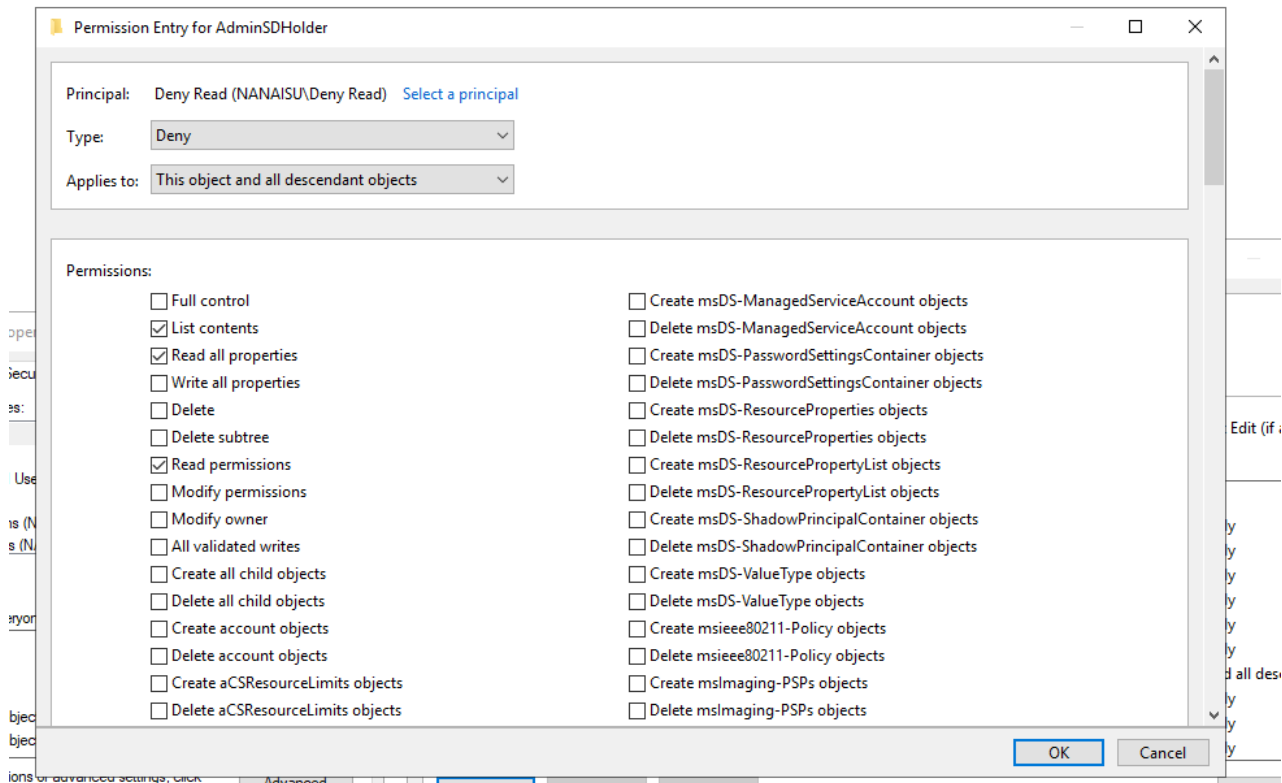 Permission Entry for AdminSDHolder
Principal: Deny Read (NANAISU\Deny Read) Select a principal
Type: Deny
Applies to: This object and all descendant objects
Permissions:
Full control
List contents
Read all properties
Write all properties
Delete
Delete subtree
Read permissions
Modify permissions
Modify owner
All validated writes
Create all child objects
Delete all child objects
Create account objects
Delete account objects
Create aCSResourceLimits objects
Delete aCSResourceLimits objects
Create msDS-ManagedServiceAccount objects
Delete msDS-ManagedServiceAccount objects
Create msDS-PasswordSettingsContainer objects
Delete msDS-PasswordSettingsContainer objects
Create msDS-ResourceProperties objects
Delete msDS-ResourceProperties objects
Create msDS-ResourcePropertyList objects
Delete msDS-ResourcePropertyList objects
Create msDS-ShadowPrincipalContainer objects
Delete msDS-ShadowPrincipalContainer objects
Create msDS-ValueType objects
Delete msDS-ValueType objects
Create msieee80211-Policy objects
Delete msieee80211-Policy objects
Create msImaging-PSPs objects
Delete msImaging-PSPs objects
OK Cancel
Edit (if
all